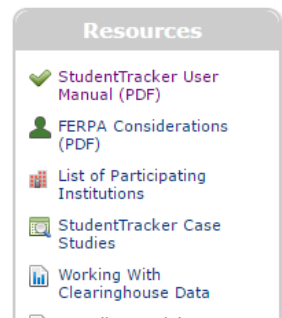 Resources
StudentTracker User
Manual (PDF)
FERPA Considerations
(PDF)
List of Participating
Institutions
StudentTracker Case
Studies
Working With
Clearinghouse Data